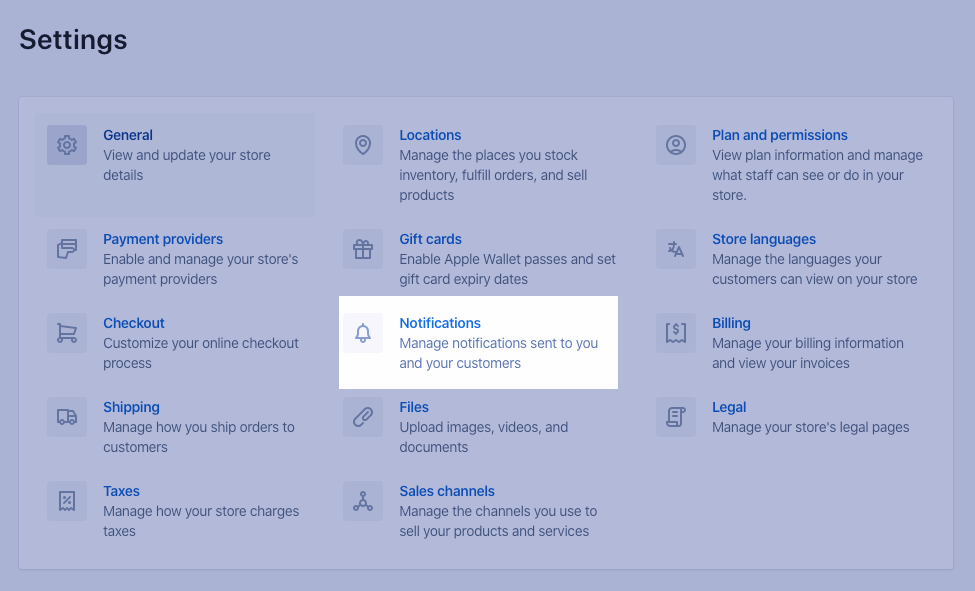 Settings
General
View and update your store
details
Locations
Manage the places you stock
inventory, fulfill orders, and sell
products
Plan and permissions
View plan information and manage
what staff can see or do in your
store.
Payment providers
Enable and manage your store's
payment providers
Gift cards
Enable Apple Wallet passes and set
gift card expiry dates
Store languages
Manage the languages your
customers can view on your store
Checkout
Customize your online checkout
process
Notifications
Manage notifications sent to you
and your customers
Billing
Manage your billing information
and view your invoices
Shipping
Manage how you ship orders to
customers
Files
Upload images, videos, and
documents
Legal
Manage your store's legal pages
Taxes
Manage how your store charges
taxes
Sales channels
Manage the channels you use to
sell your products and services